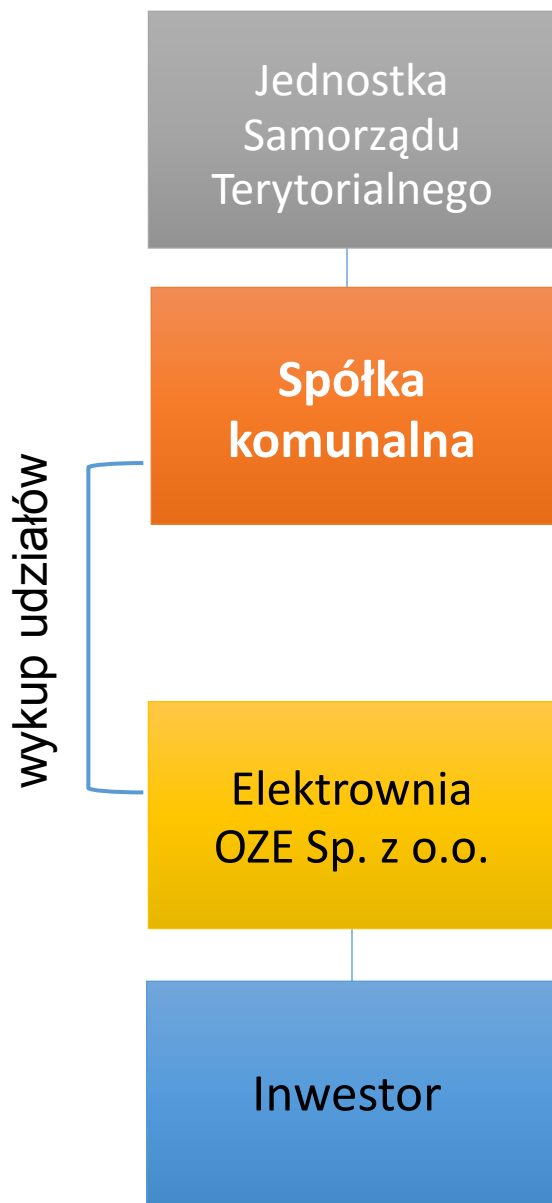 Jednostka
Samorządu
Terytorialnego
Spółka
komunalna
wykup udziałów
Elektrownia
OZE Sp. z o.o.
Inwestor